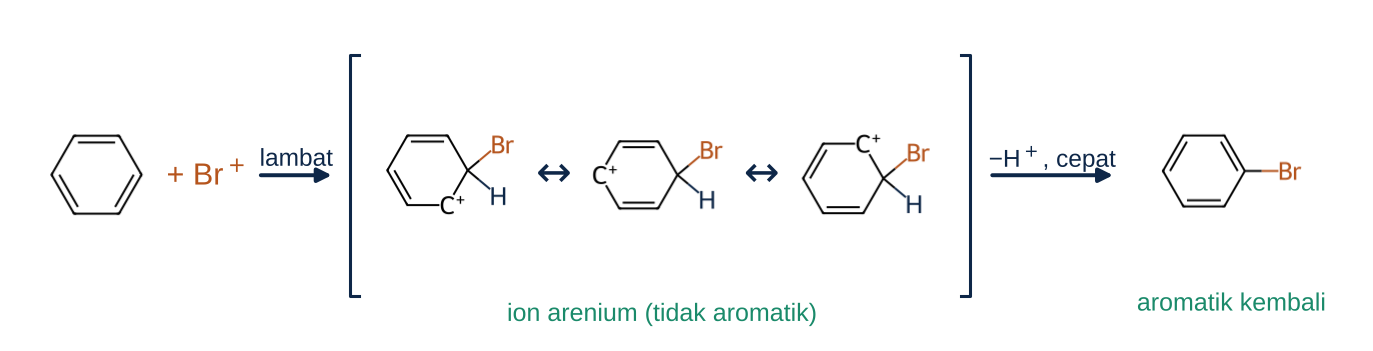 + Br⁺
lambat
Br
H
C⁺
↔
C⁺
Br
H
↔
C⁺
Br
H
−H⁺, cepat
Br
ion arenium (tidak aromatik)
aromatik kembali